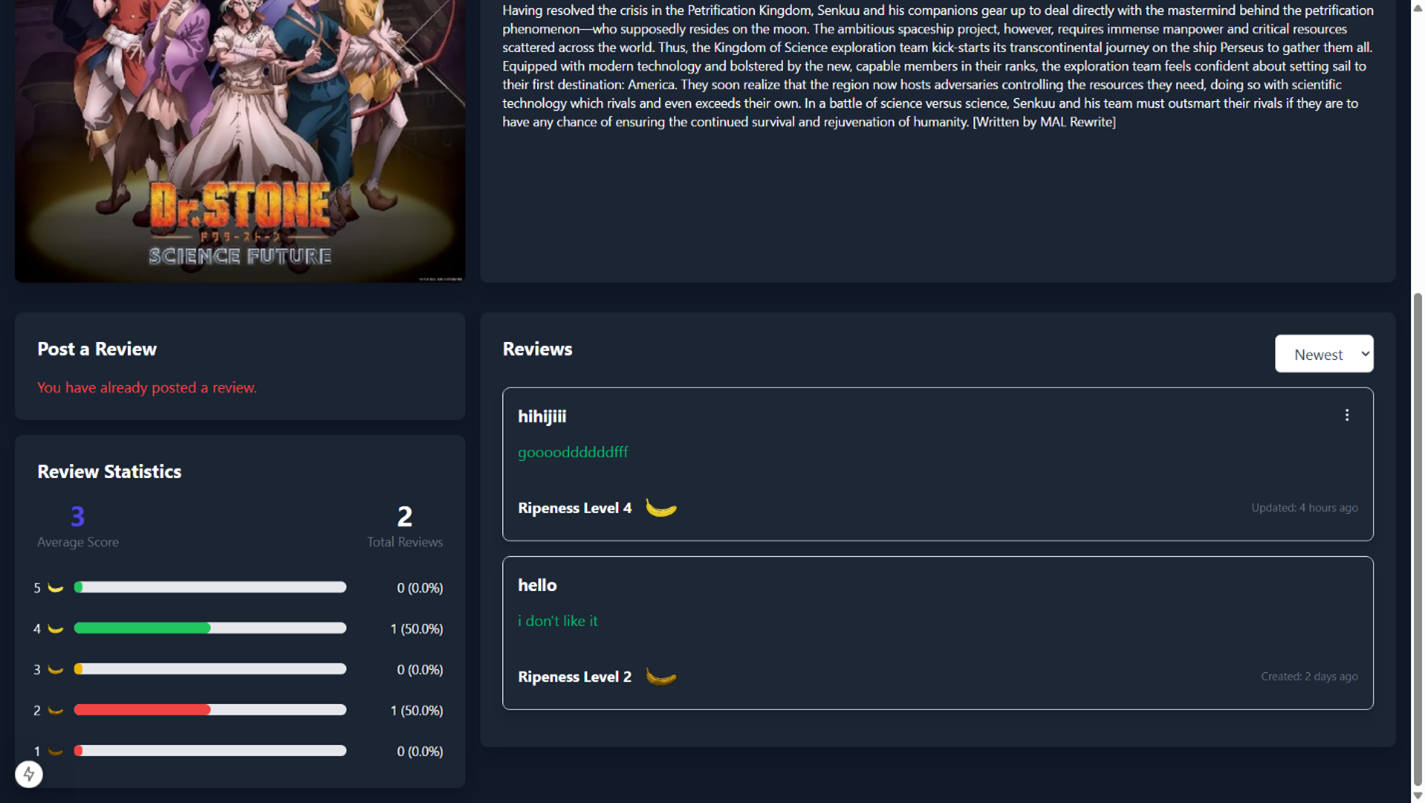 Having resolved the crisis in the Petrification Kingdom, Senkuu and his companions gear up to deal directly with the mastermind behind the petrification
phenomenon—who supposedly resides on the moon. The ambitious spaceship project, however, requires immense manpower and critical resources
scattered across the world. Thus, the Kingdom of Science exploration team kick-starts its transcontinental journey on the ship Perseus to gather them all.
Equipped with modern technology and bolstered by the new, capable members in their ranks, the exploration team feels confident about setting sail to
their first destination: America. They soon realize that the region now hosts adversaries controlling the resources they need, doing so with scientific
technology which rivals and even exceeds their own. In a battle of science versus science, Senkuu and his team must outsmart their rivals if they are to
have any chance of ensuring the continued survival and rejuvenation of humanity. [Written by MAL Rewrite]
Dr.STONE
ドクターストーン
SCIENCE FUTURE
Post a Review
You have already posted a review.
Review Statistics
3
2
Average Score
Total Reviews
5 0 (0.0%)
4 1 (50.0%)
3 0 (0.0%)
2 1 (50.0%)
1 0 (0.0%)
Reviews
Newest
hihijiii
gooooddddddfff
Ripeness Level 4
Updated: 4 hours ago
hello
i don't like it
Ripeness Level 2
Created: 2 days ago